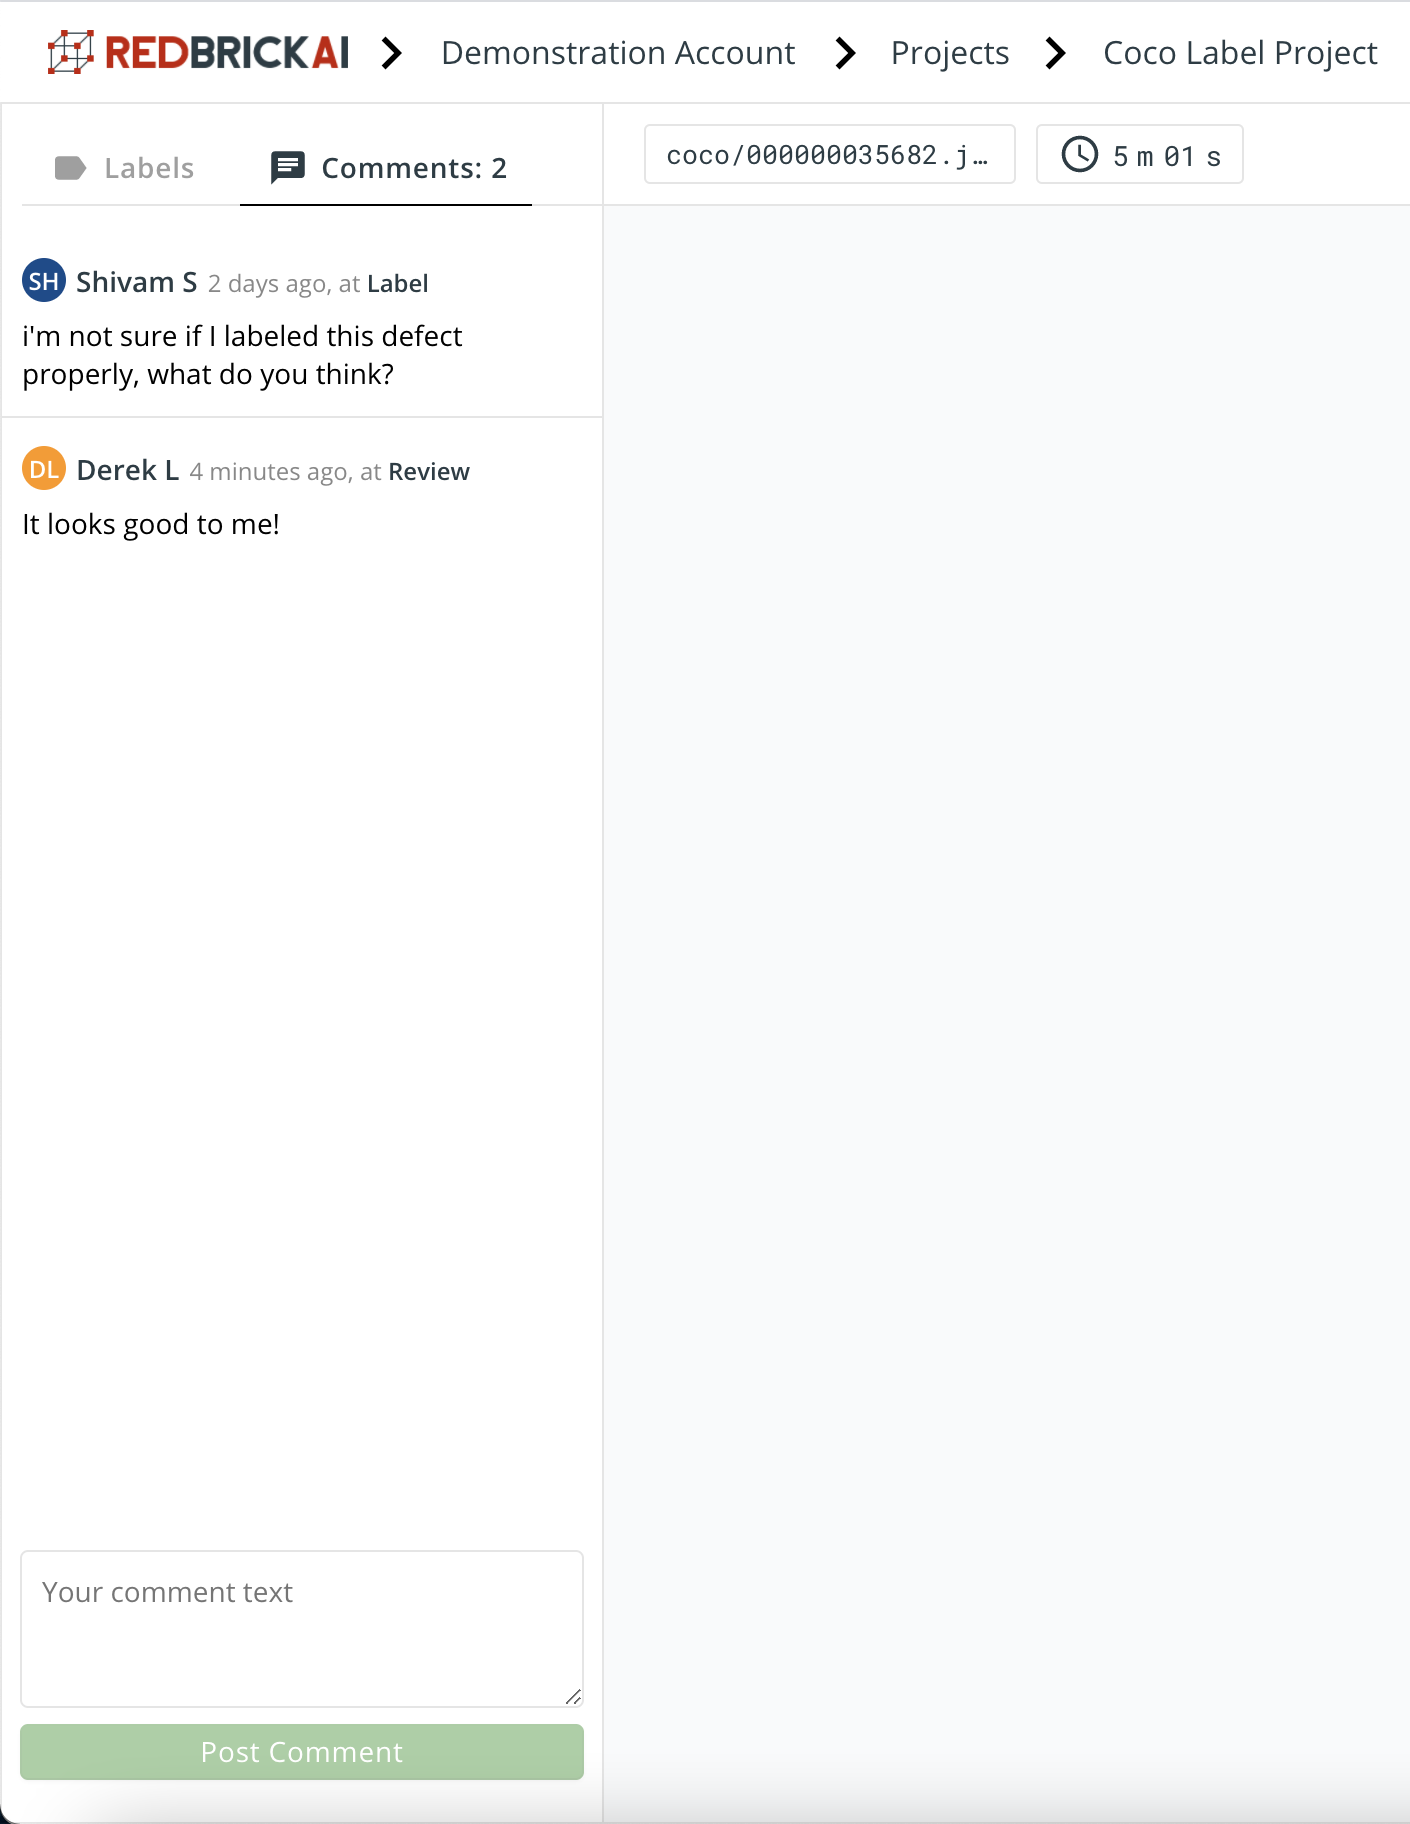 REDBRICKAI Demonstration Account Projects Coco Label Project
Labels Comments: 2 coco/000000035682.j… 5 m 01 s
SH Shivam S 2 days ago, at Label
i'm not sure if I labeled this defect
properly, what do you think?
DL Derek L 4 minutes ago, at Review
It looks good to me!
Your comment text
Post Comment